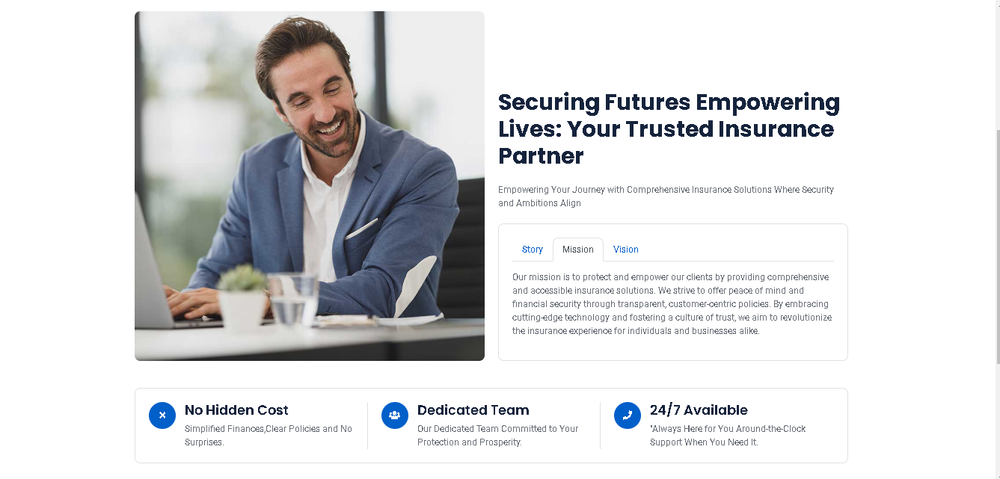 Securing Futures Empowering
Lives: Your Trusted Insurance
Partner
Empowering Your Journey with Comprehensive Insurance Solutions Where Security
and Ambitions Align
Story Mission Vision
Our mission is to protect and empower our clients by providing comprehensive
and accessible insurance solutions. We strive to offer peace of mind and
financial security through transparent, customer-centric policies. By embracing
cutting-edge technology and fostering a culture of trust, we aim to revolutionize
the insurance experience for individuals and businesses alike.
No Hidden Cost
Simplified Finances,Clear Policies and No
Surprises.
Dedicated Team
Our Dedicated Team Committed to Your
Protection and Prosperity.
24/7 Available
"Always Here for You Around-the-Clock
Support When You Need It.